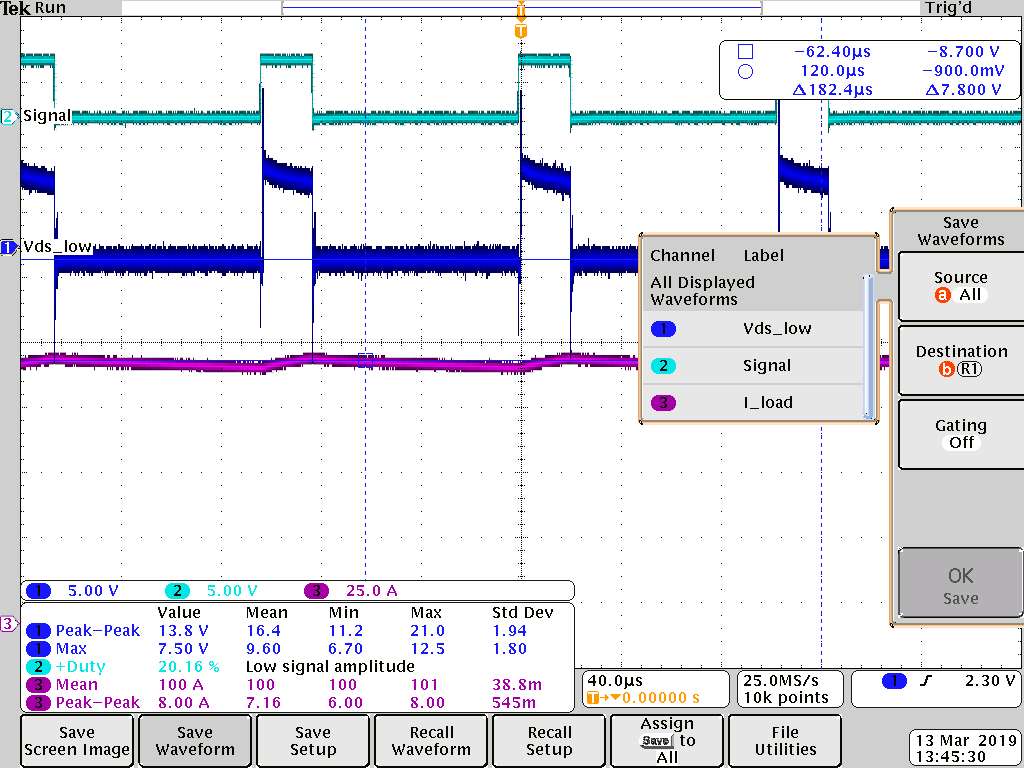 Tek Run Trig'd
T
T
−62.40µs −8.700 V
120.0µs −900.0mV
Δ182.4µs Δ7.800 V
2 Signal
1 Vds_low
Save
Waveforms
Source
a All
Destination
b R1
Gating
Off
OK
Save
Channel Label
All Displayed
Waveforms
1 Vds_low
2 Signal
3 I_load
3
1 5.00 V 2 5.00 V 3 25.0 A
Value Mean Min Max Std Dev
1 Peak−Peak 13.8 V 16.4 11.2 21.0 1.94
1 Max 7.50 V 9.60 6.70 12.5 1.80
2 +Duty 20.16 % Low signal amplitude
3 Mean 100 A 100 100 101 38.8m
3 Peak−Peak 8.00 A 7.16 6.00 8.00 545m
40.0µs
T→▼0.00000 s
25.0MS/s
10k points
1 2.30 V
Save
Screen Image
Save
Waveform
Save
Setup
Recall
Waveform
Recall
Setup
Assign
Save to
All
File
Utilities
13 Mar 2019
13:45:30